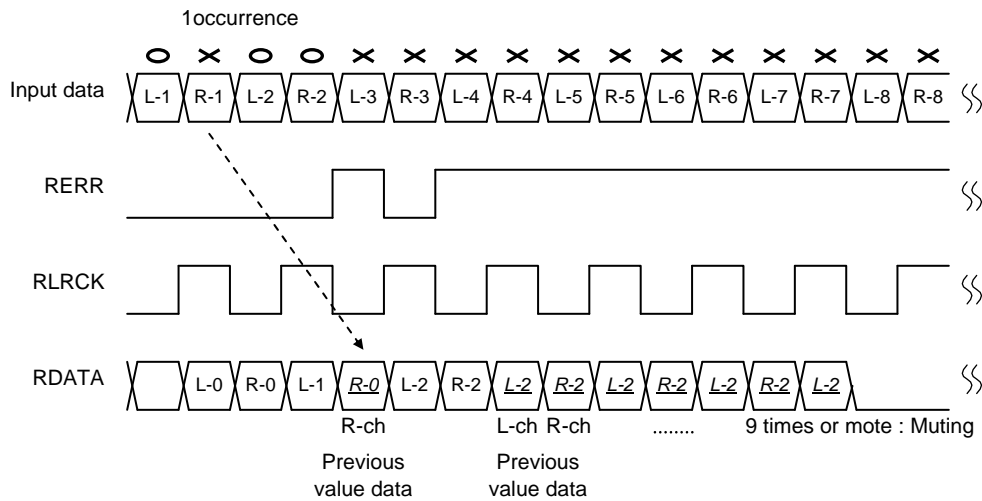 1occurrence
O X O O X X X X X X X X X X X X
Input data L-1 R-1 L-2 R-2 L-3 R-3 L-4 R-4 L-5 R-5 L-6 R-6 L-7 R-7 L-8 R-8
RERR
RLRCK
RDATA L-0 R-0 L-1 R-0 L-2 R-2 L-2 R-2 L-2 R-2 L-2 R-2 L-2
R-ch L-ch R-ch ........ 9 times or mote : Muting
Previous Previous
value data value data